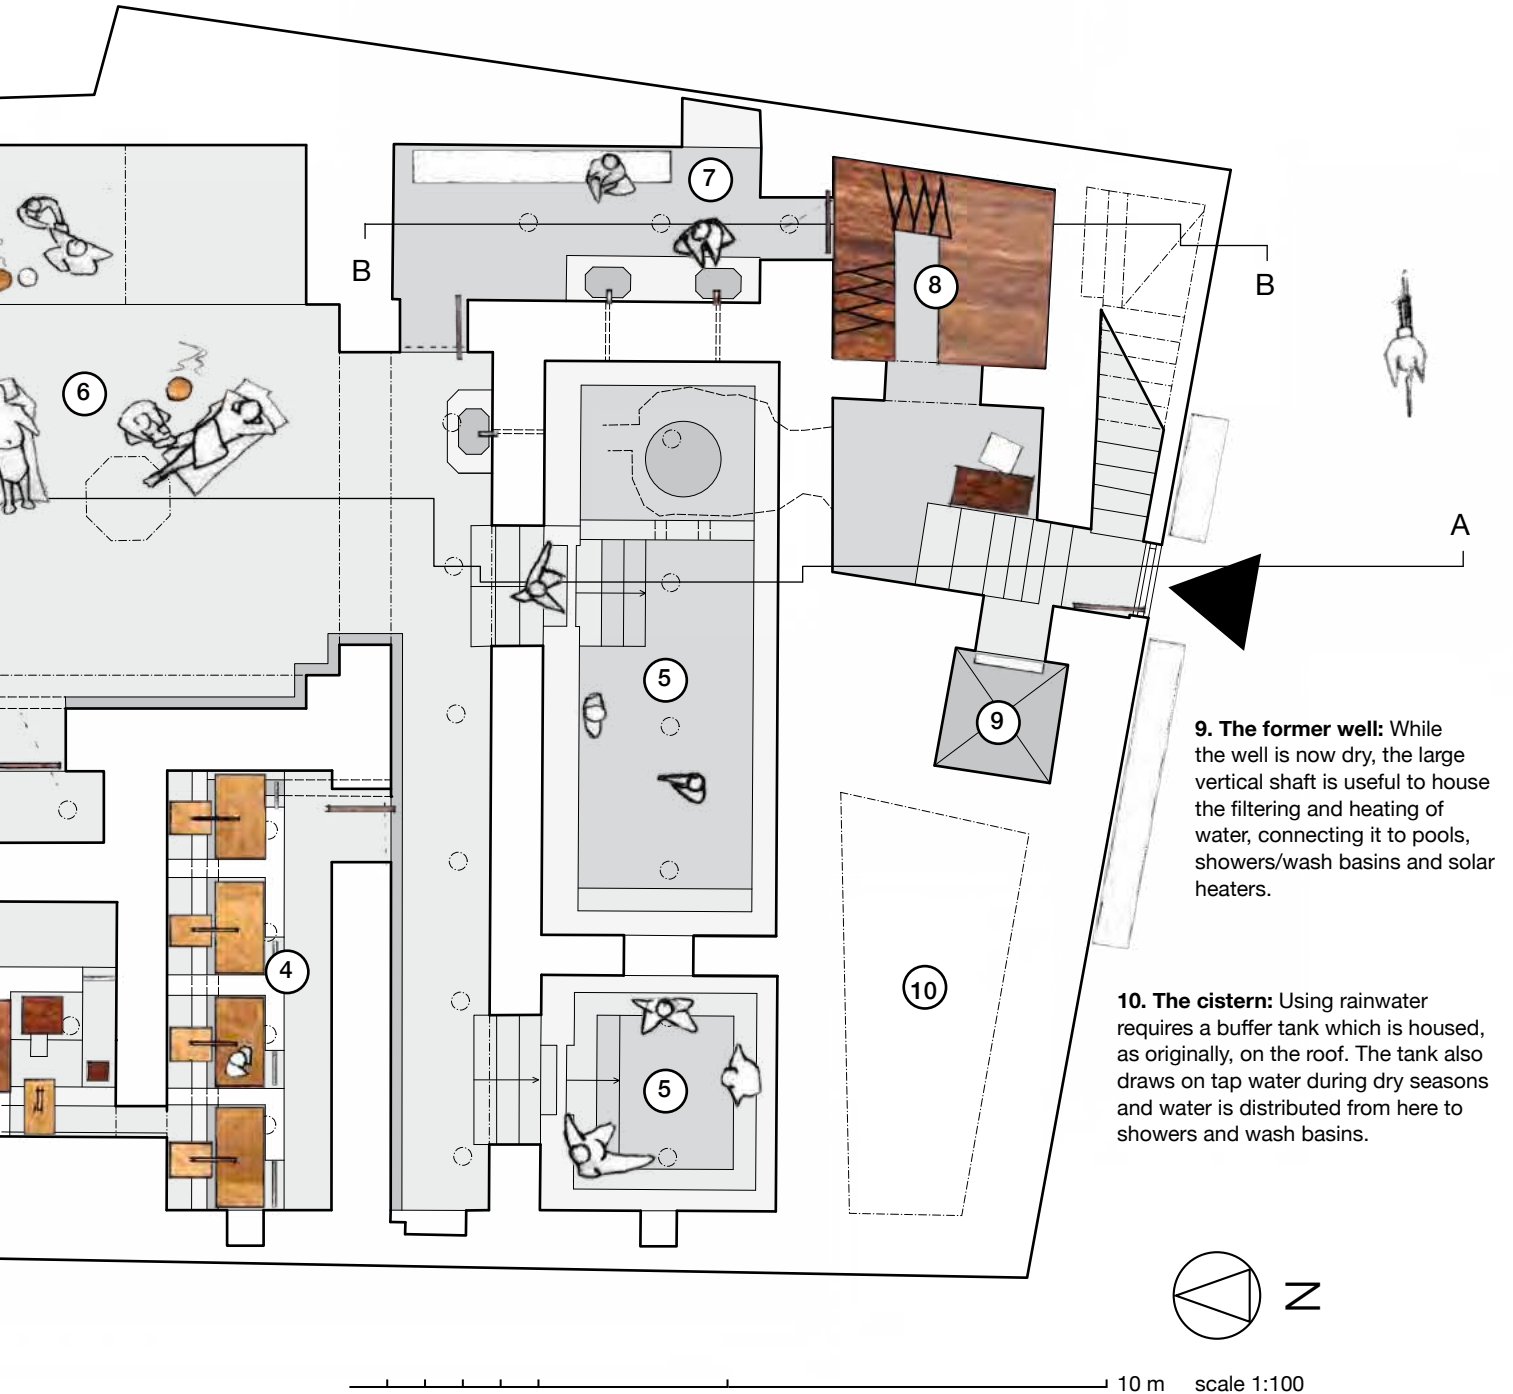 7
B
8
B
6
A
5
9
9. The former well: While
the well is now dry, the large
vertical shaft is useful to house
the filtering and heating of
water, connecting it to pools,
showers/wash basins and solar
heaters.
4
10
10. The cistern: Using rainwater
requires a buffer tank which is housed,
as originally, on the roof. The tank also
draws on tap water during dry seasons
and water is distributed from here to
showers and wash basins.
5
N
10 m scale 1:100